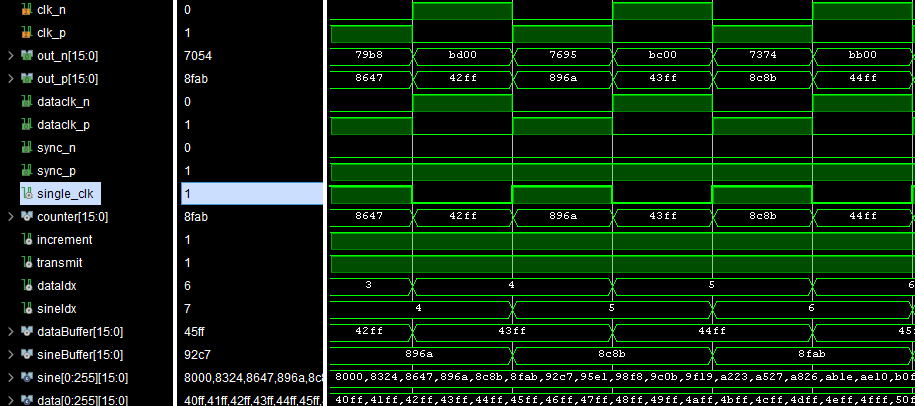 clk_n 0
clk_p 1
out_n[15:0] 7054 79b8 bd00 7695 bc00 7374 bb00
out_p[15:0] 8fab 8647 42ff 896a 43ff 8c8b 44ff
dataclk_n 0
dataclk_p 1
sync_n 0
sync_p 1
single_clk 1
counter[15:0] 8fab 8647 42ff 896a 43ff 8c8b 44ff
increment 1
transmit 1
dataIdx 6 3 4 5 6
sineIdx 7 4 5 6
dataBuffer[15:0] 45ff 42ff 43ff 44ff 45f
sineBuffer[15:0] 92c7 896a 8c8b 8fab
sine[0:255][15:0] 8000,8324,8647,896a,8c8 8000,8324,8647,896a,8c8b,8fab,92c7,95e1,98f8,9c0b,9f19,a223,a527,a826,ab1e,ae10,b0f
data[0:255][15:0] 40ff,41ff,42ff,43ff,44ff,45ff, 40ff,41ff,42ff,43ff,44ff,45ff,46ff,47ff,48ff,49ff,4aff,4bff,4cff,4dff,4eff,4fff,50ff